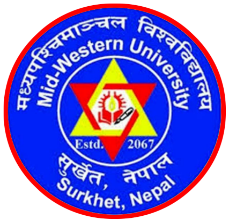 मध्यपश्चिमाञ्चल विश्वविद्यालय
Mid-Western University
Estd. 2067
सुर्खेत, नेपाल
Surkhet, Nepal